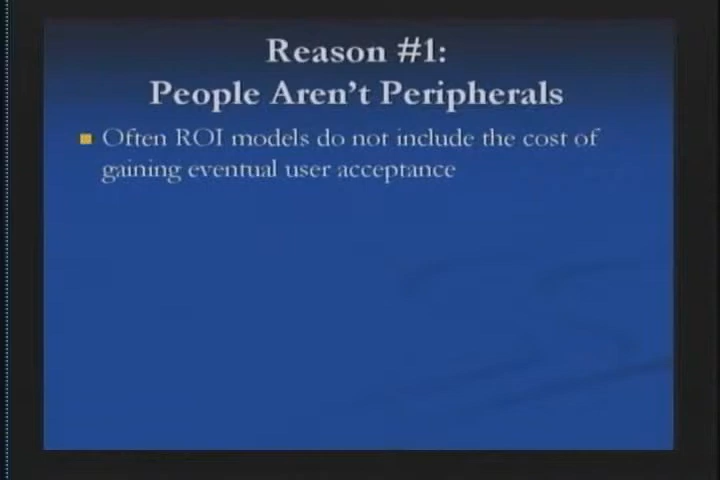 Reason #1:
People Aren't Peripherals
Often ROI models do not include the cost of
gaining eventual user acceptance